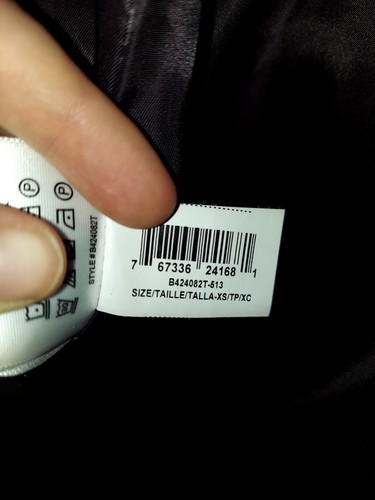 STYLE # B424082T
7 67336 24168 1
B424082T-513
SIZE/TAILLE/TALLA-XS/TP/XC